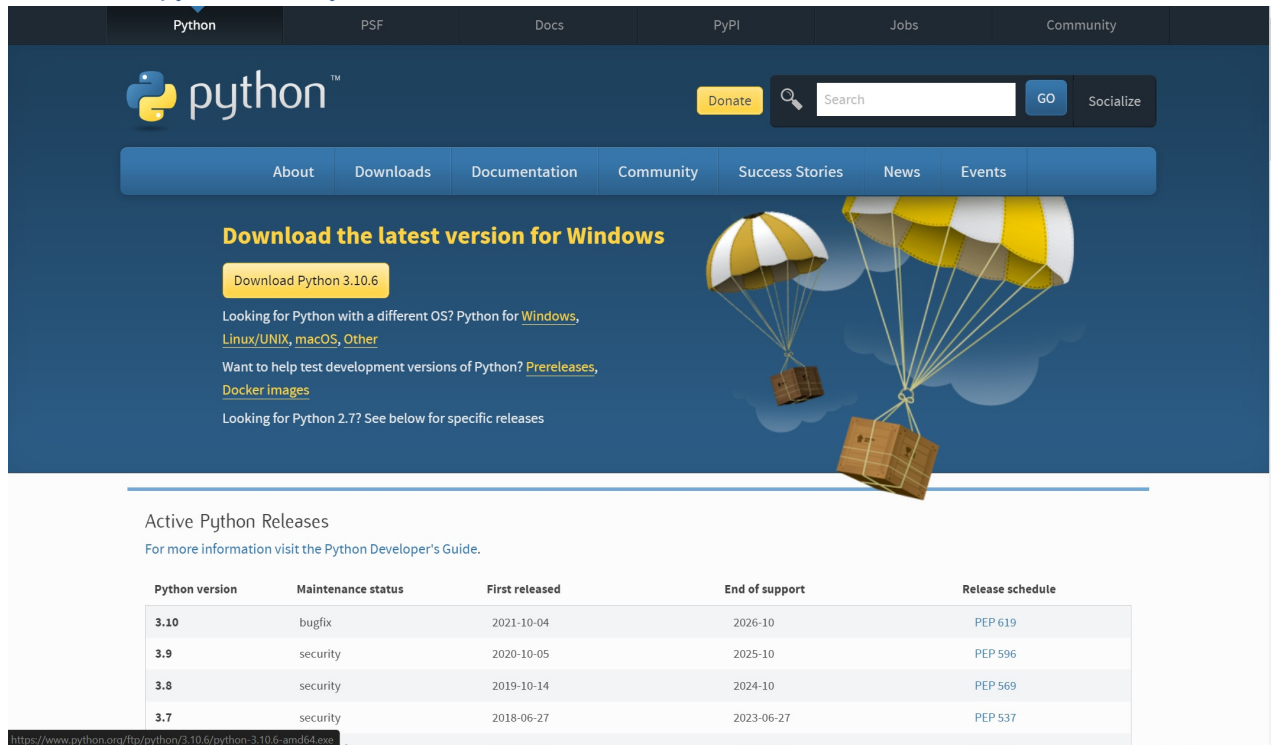 Python PSF Docs PyPI Jobs Community
python™
Donate Search GO Socialize
About Downloads Documentation Community Success Stories News Events
Download the latest version for Windows
Download Python 3.10.6
Looking for Python with a different OS? Python for Windows,
Linux/UNIX, macOS, Other
Want to help test development versions of Python? Prereleases,
Docker images
Looking for Python 2.7? See below for specific releases
Active Python Releases
For more information visit the Python Developer's Guide.
Python version Maintenance status First released End of support Release schedule
3.10 bugfix 2021-10-04 2026-10 PEP 619
3.9 security 2020-10-05 2025-10 PEP 596
3.8 security 2019-10-14 2024-10 PEP 569
3.7 security 2018-06-27 2023-06-27 PEP 537
https://www.python.org/ftp/python/3.10.6/python-3.10.6-amd64.exe